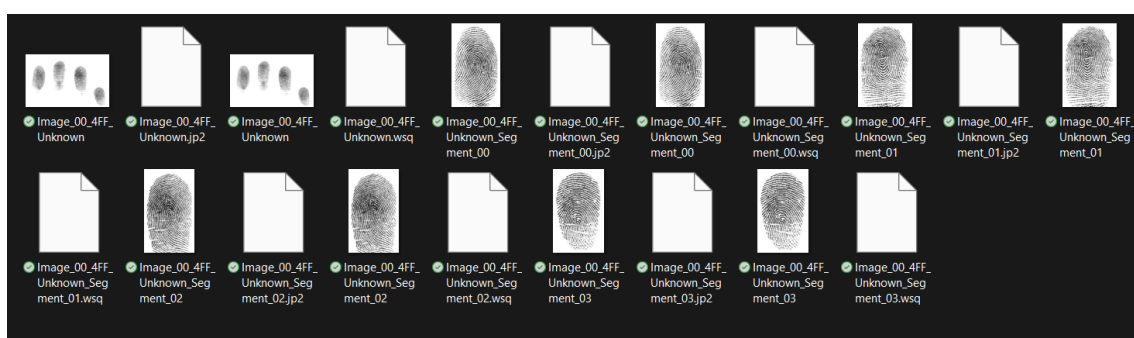 Image_00_4FF_
Unknown
Image_00_4FF_
Unknown.jp2
Image_00_4FF_
Unknown
Image_00_4FF_
Unknown.wsq
Image_00_4FF_
Unknown_Seg
ment_00
Image_00_4FF_
Unknown_Seg
ment_00.jp2
Image_00_4FF_
Unknown_Seg
ment_00
Image_00_4FF_
Unknown_Seg
ment_00.wsq
Image_00_4FF_
Unknown_Seg
ment_01
Image_00_4FF_
Unknown_Seg
ment_01.jp2
Image_00_4FF_
Unknown_Seg
ment_01
Image_00_4FF_
Unknown_Seg
ment_01.wsq
Image_00_4FF_
Unknown_Seg
ment_02
Image_00_4FF_
Unknown_Seg
ment_02.jp2
Image_00_4FF_
Unknown_Seg
ment_02
Image_00_4FF_
Unknown_Seg
ment_02.wsq
Image_00_4FF_
Unknown_Seg
ment_03
Image_00_4FF_
Unknown_Seg
ment_03.jp2
Image_00_4FF_
Unknown_Seg
ment_03
Image_00_4FF_
Unknown_Seg
ment_03.wsq